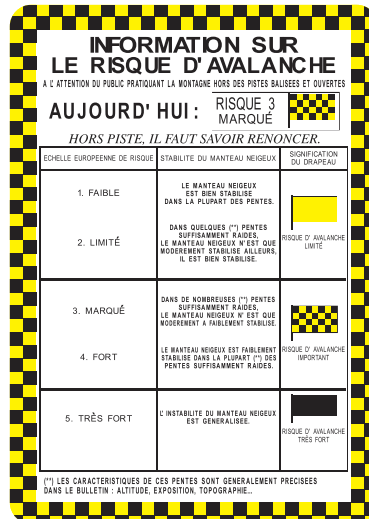 INFORMATION SUR
LE RISQUE D' AVALANCHE
A L' ATTENTION DU PUBLIC PRATIQUANT LA MONTAGNE HORS DES PISTES BALISEES ET OUVERTES
AUJOURD' HUI :
RISQUE 3
MARQUÉ
HORS PISTE, IL FAUT SAVOIR RENONCER.
ECHELLE EUROPEENNE DE RISQUE
STABILITE DU MANTEAU NEIGEUX
SIGNIFICATION
DU DRAPEAU
1. FAIBLE
LE MANTEAU NEIGEUX
EST BIEN STABILISE
DANS LA PLUPART DES PENTES.
2. LIMITÉ
DANS QUELQUES (**) PENTES
SUFFISAMMENT RAIDES,
LE MANTEAU NEIGEUX N'EST QUE
MODEREMENT STABILISE AILLEURS,
IL EST BIEN STABILISE.
RISQUE D' AVALANCHE
LIMITÉ
3. MARQUÉ
DANS DE NOMBREUSES (**) PENTES
SUFFISAMMENT RAIDES,
LE MANTEAU NEIGEUX N' EST QUE
MODEREMENT A FAIBLEMENT STABILISE.
4. FORT
LE MANTEAU NEIGEUX EST FAIBLEMENT
STABILISE DANS LA PLUPART (**) DES
PENTES SUFFISAMMENT RAIDES.
RISQUE D' AVALANCHE
IMPORTANT
5. TRÈS FORT
L' INSTABILITE DU MANTEAU NEIGEUX
EST GENERALISEE.
RISQUE D' AVALANCHE
TRÈS FORT
(**) LES CARACTERISTIQUES DE CES PENTES SONT GENERALEMENT PRECISEES
DANS LE BULLETIN : ALTITUDE, EXPOSITION, TOPOGRAPHIE...